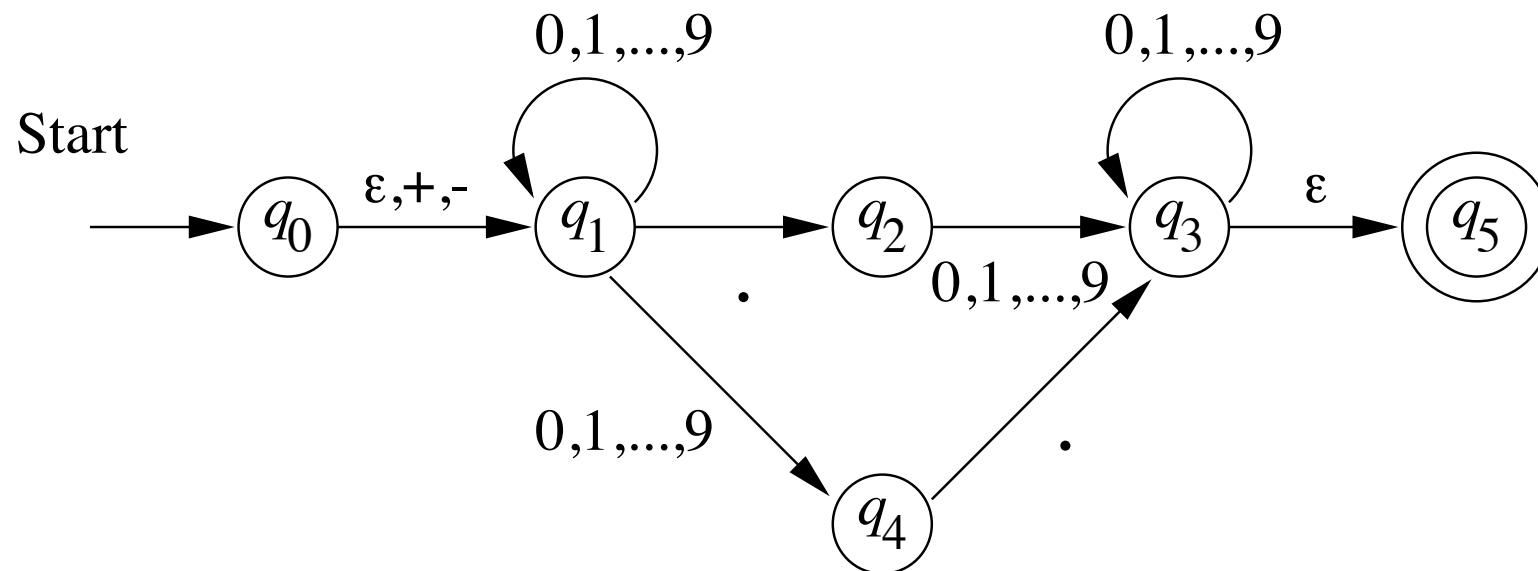 0,1,...,9 0,1,...,9
Start
ε,+,- ε
q0 q1 q2 q3 q5
. 0,1,...,9
0,1,...,9 .
q4